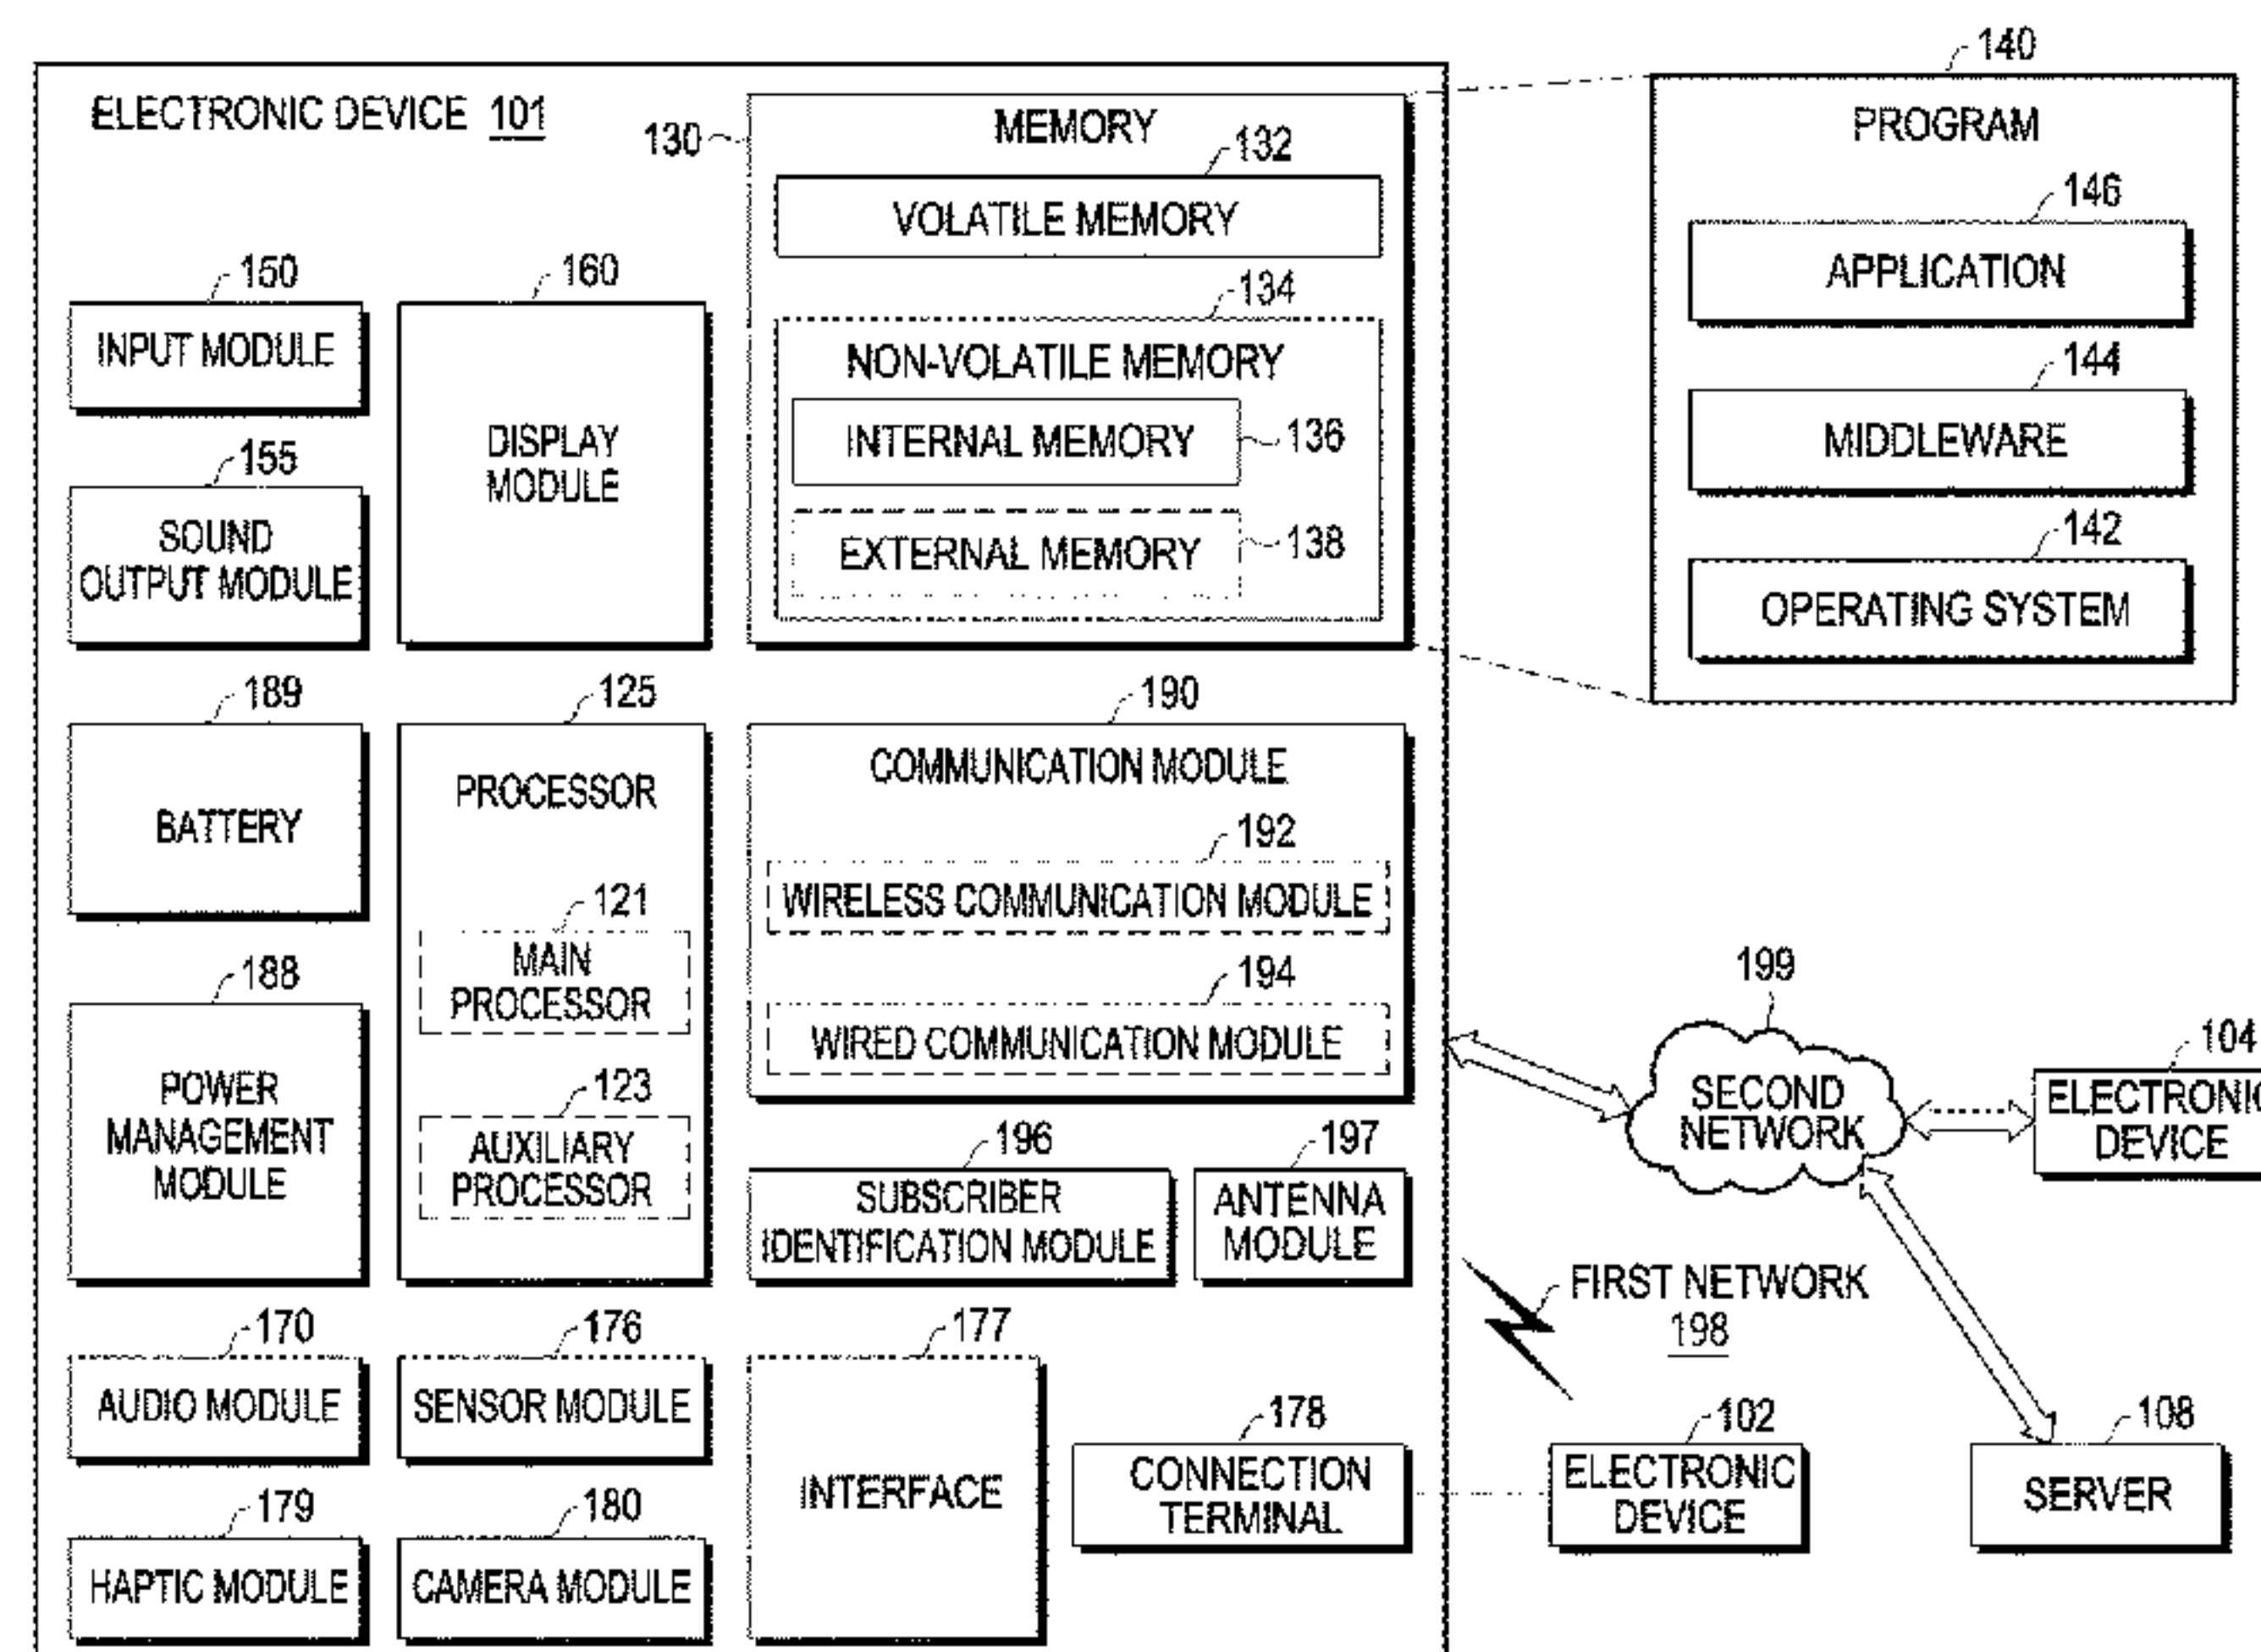 140
ELECTRONIC DEVICE 101
130
MEMORY
132
VOLATILE MEMORY
134
NON-VOLATILE MEMORY
INTERNAL MEMORY
136
EXTERNAL MEMORY
138
PROGRAM
146
APPLICATION
144
MIDDLEWARE
142
OPERATING SYSTEM
150
INPUT MODULE
160
DISPLAY
MODULE
155
SOUND
OUTPUT MODULE
189
BATTERY
125
PROCESSOR
121
MAIN
PROCESSOR
123
AUXILIARY
PROCESSOR
190
COMMUNICATION MODULE
192
WIRELESS COMMUNICATION MODULE
194
WIRED COMMUNICATION MODULE
188
POWER
MANAGEMENT
MODULE
196
SUBSCRIBER
IDENTIFICATION MODULE
197
ANTENNA
MODULE
199
SECOND
NETWORK
104
ELECTRONIC
DEVICE
FIRST NETWORK
198
170
AUDIO MODULE
176
SENSOR MODULE
177
INTERFACE
178
CONNECTION
TERMINAL
102
ELECTRONIC
DEVICE
108
SERVER
179
HAPTIC MODULE
180
CAMERA MODULE